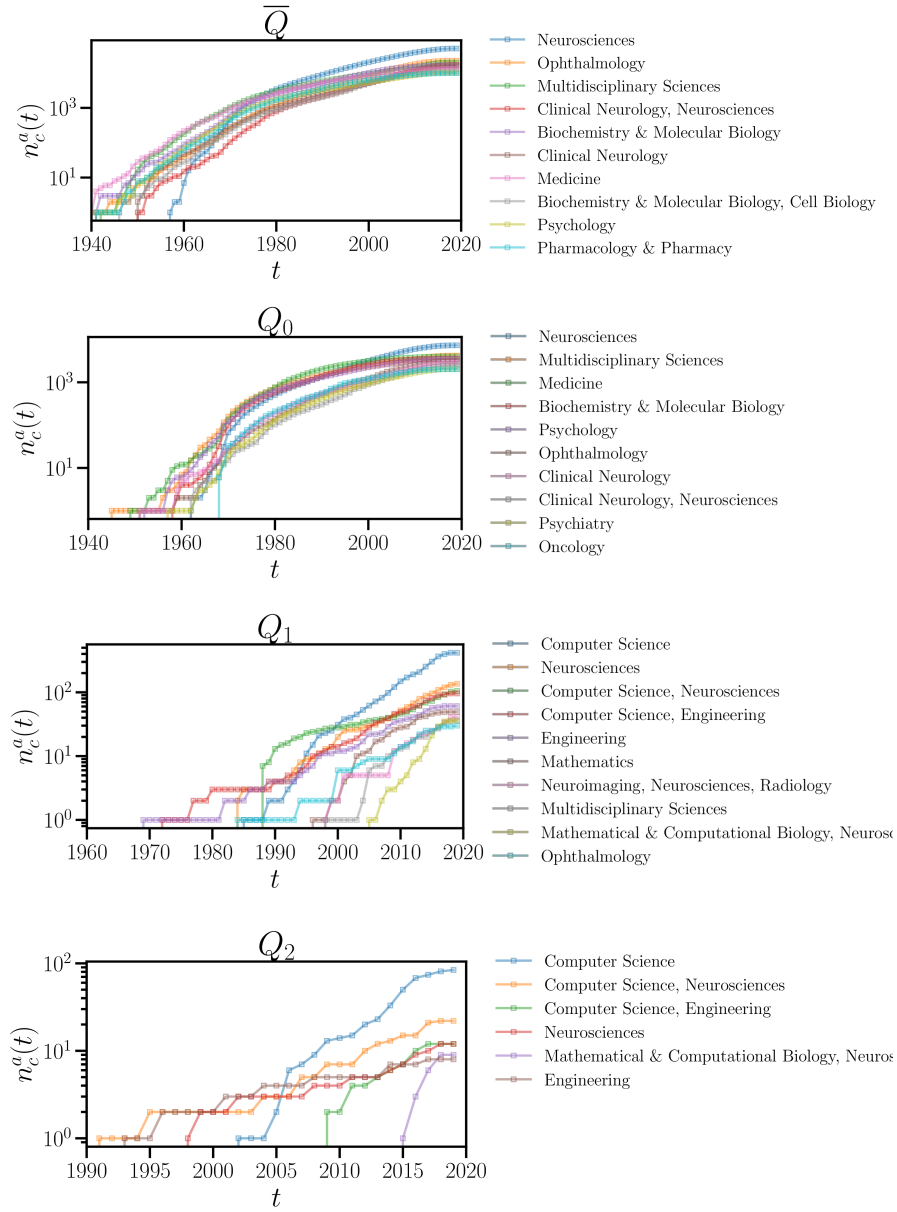 Q̅
n_c^a(t)
10^3
10^1
1940 1960 1980 2000 2020
t
Neurosciences
Ophthalmology
Multidisciplinary Sciences
Clinical Neurology, Neurosciences
Biochemistry & Molecular Biology
Clinical Neurology
Medicine
Biochemistry & Molecular Biology, Cell Biology
Psychology
Pharmacology & Pharmacy
Q_0
n_c^a(t)
10^3
10^1
1940 1960 1980 2000 2020
t
Neurosciences
Multidisciplinary Sciences
Medicine
Biochemistry & Molecular Biology
Psychology
Ophthalmology
Clinical Neurology
Clinical Neurology, Neurosciences
Psychiatry
Oncology
Q_1
n_c^a(t)
10^2
10^1
10^0
1960 1970 1980 1990 2000 2010 2020
t
Computer Science
Neurosciences
Computer Science, Neurosciences
Computer Science, Engineering
Engineering
Mathematics
Neuroimaging, Neurosciences, Radiology
Multidisciplinary Sciences
Mathematical & Computational Biology, Neurosc
Ophthalmology
Q_2
n_c^a(t)
10^2
10^1
10^0
1990 1995 2000 2005 2010 2015 2020
t
Computer Science
Computer Science, Neurosciences
Computer Science, Engineering
Neurosciences
Mathematical & Computational Biology, Neuros
Engineering